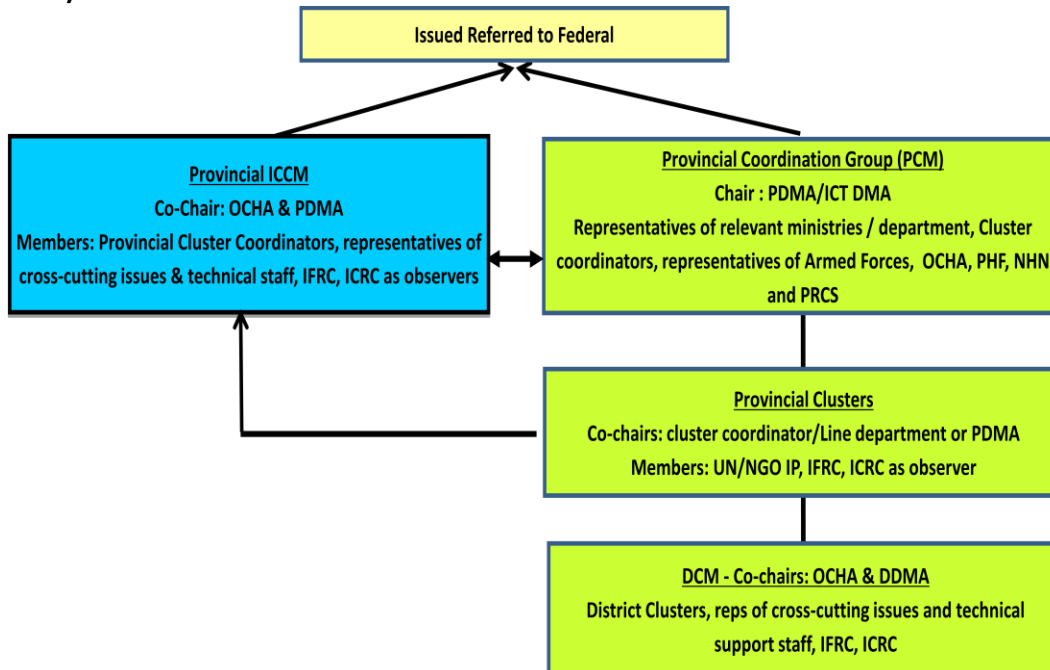 Issued Referred to Federal
Provincial ICCM
Co-Chair: OCHA & PDMA
Members: Provincial Cluster Coordinators, representatives of
cross-cutting issues & technical staff, IFRC, ICRC as observers
Provincial Coordination Group (PCM)
Chair : PDMA/ICT DMA
Representatives of relevant ministries / department, Cluster
coordinators, representatives of Armed Forces, OCHA, PHF, NHN
and PRCS
Provincial Clusters
Co-chairs: cluster coordinator/Line department or PDMA
Members: UN/NGO IP, IFRC, ICRC as observer
DCM - Co-chairs: OCHA & DDMA
District Clusters, reps of cross-cutting issues and technical
support staff, IFRC, ICRC